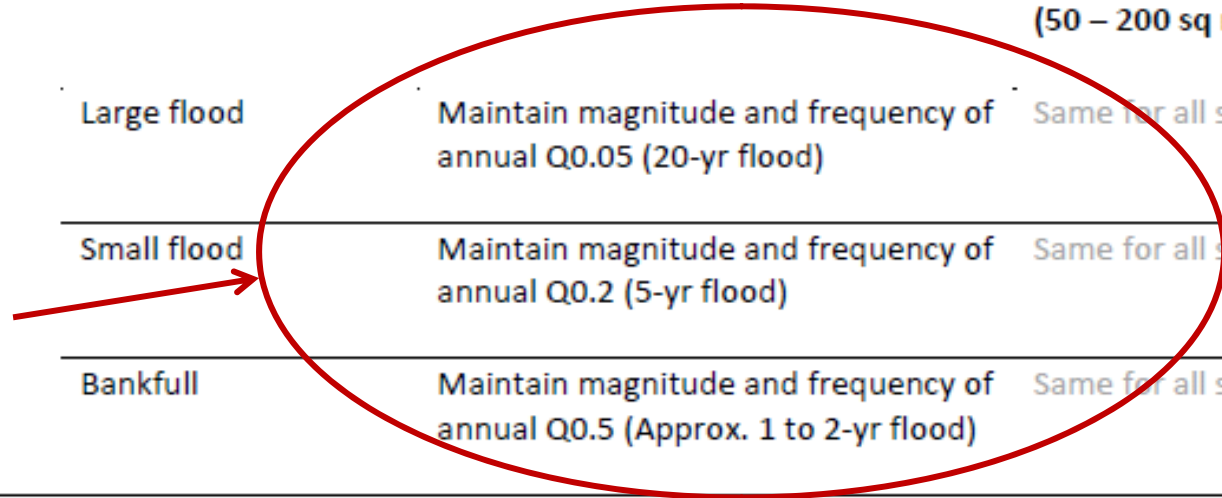 (50 – 200 sq
Large flood Maintain magnitude and frequency of Same for all
annual Q0.05 (20-yr flood)
Small flood Maintain magnitude and frequency of Same for all
annual Q0.2 (5-yr flood)
Bankfull Maintain magnitude and frequency of Same for all
annual Q0.5 (Approx. 1 to 2-yr flood)